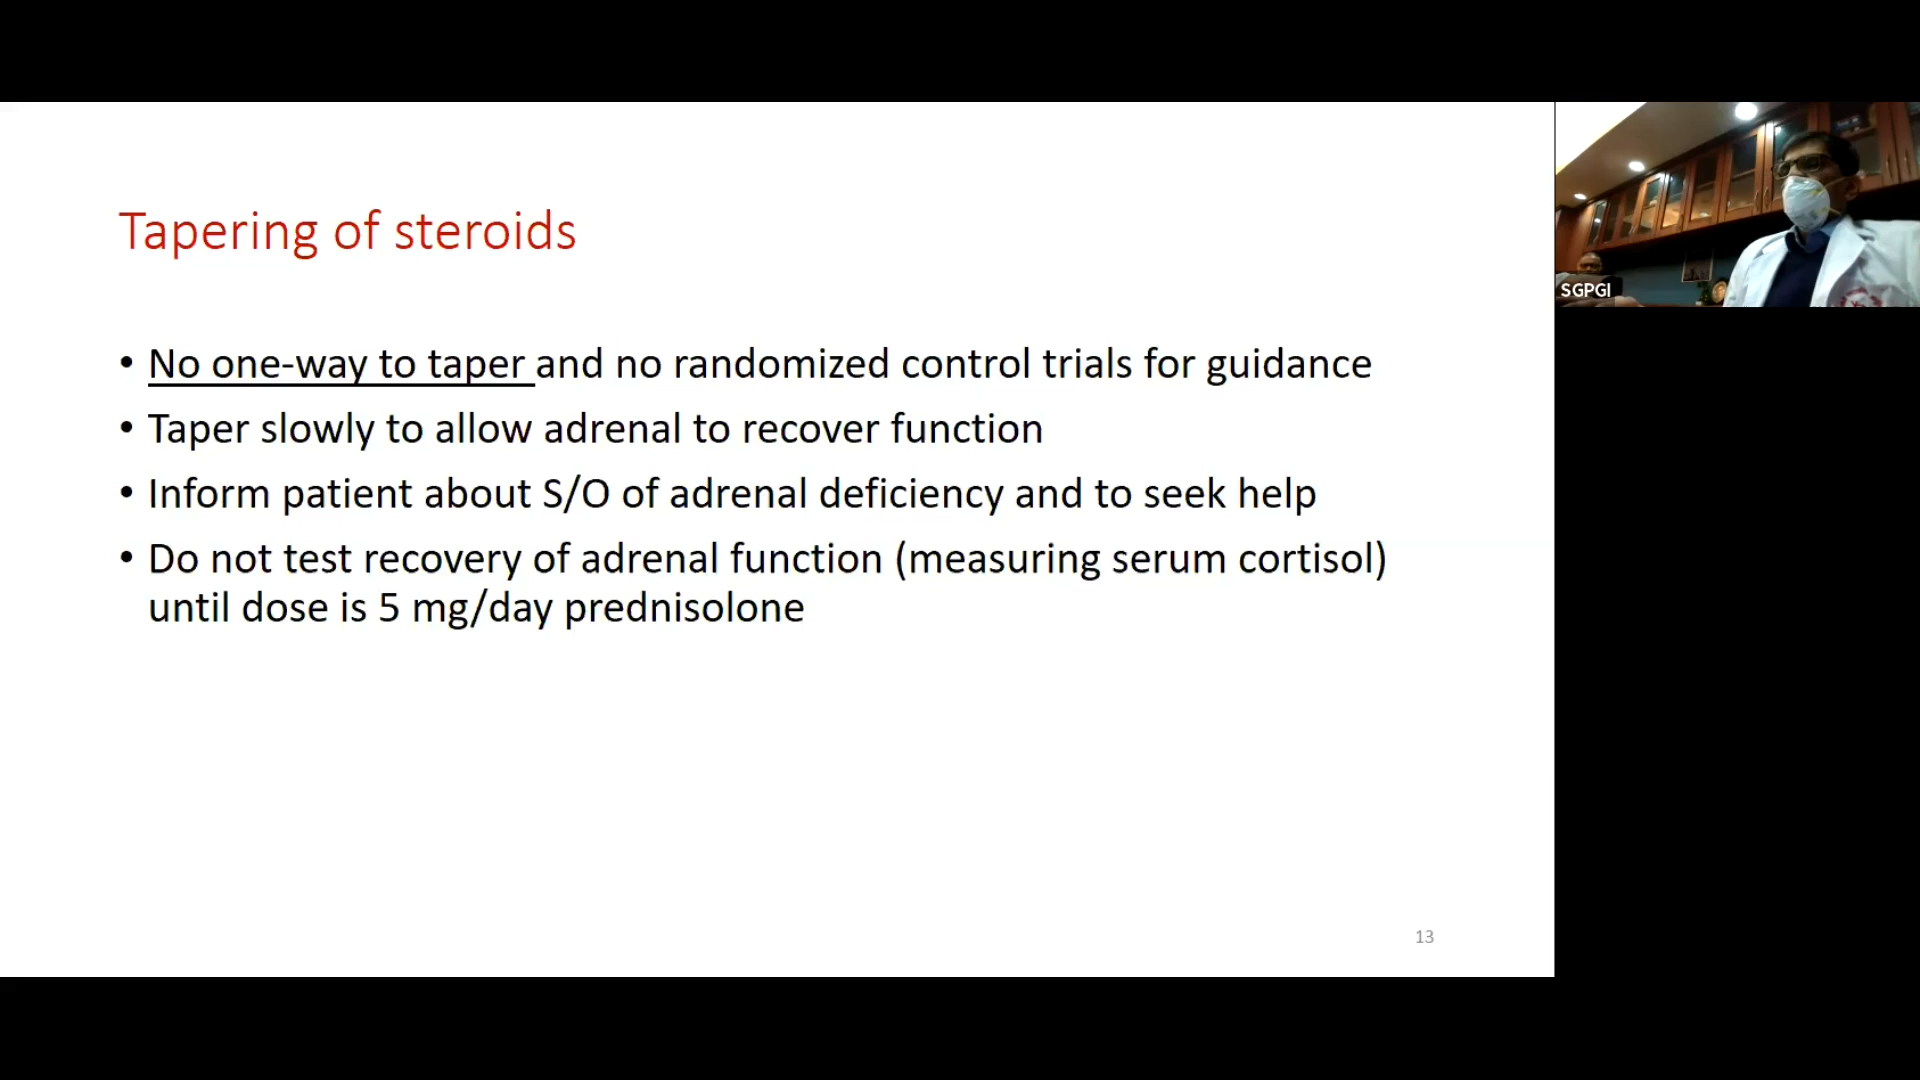 Tapering of steroids
• No one-way to taper and no randomized control trials for guidance
• Taper slowly to allow adrenal to recover function
• Inform patient about S/O of adrenal deficiency and to seek help
• Do not test recovery of adrenal function (measuring serum cortisol)
until dose is 5 mg/day prednisolone
13
SGPGI